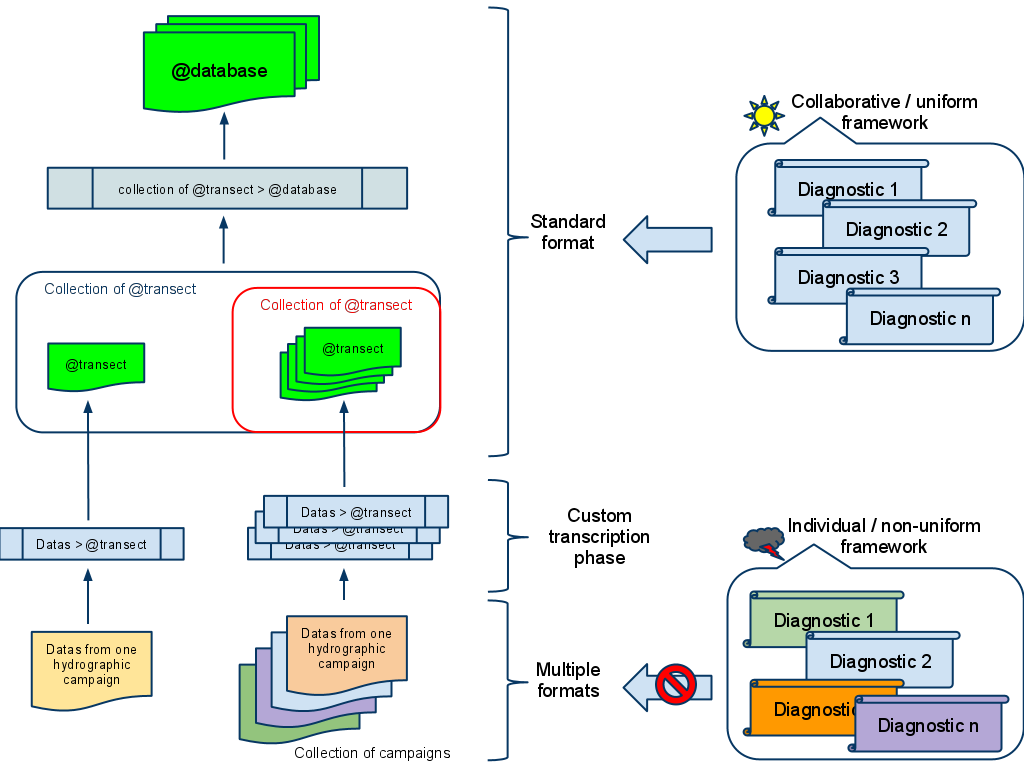 @database
collection of @transect > @database
Collection of @transect
Collection of @transect
@transect
@transect
Datas > @transect
Datas > @transect
Datas > @transect
Datas > @transect
Datas from one
hydrographic
campaign
Datas from one
hydrographic
campaign
Collection of campaigns
Standard
format
Custom
transcription
phase
Multiple
formats
Collaborative / uniform
framework
Diagnostic 1
Diagnostic 2
Diagnostic 3
Diagnostic n
Individual / non-uniform
framework
Diagnostic 1
Diagnostic 2
Diagnostic
Diagnostic n